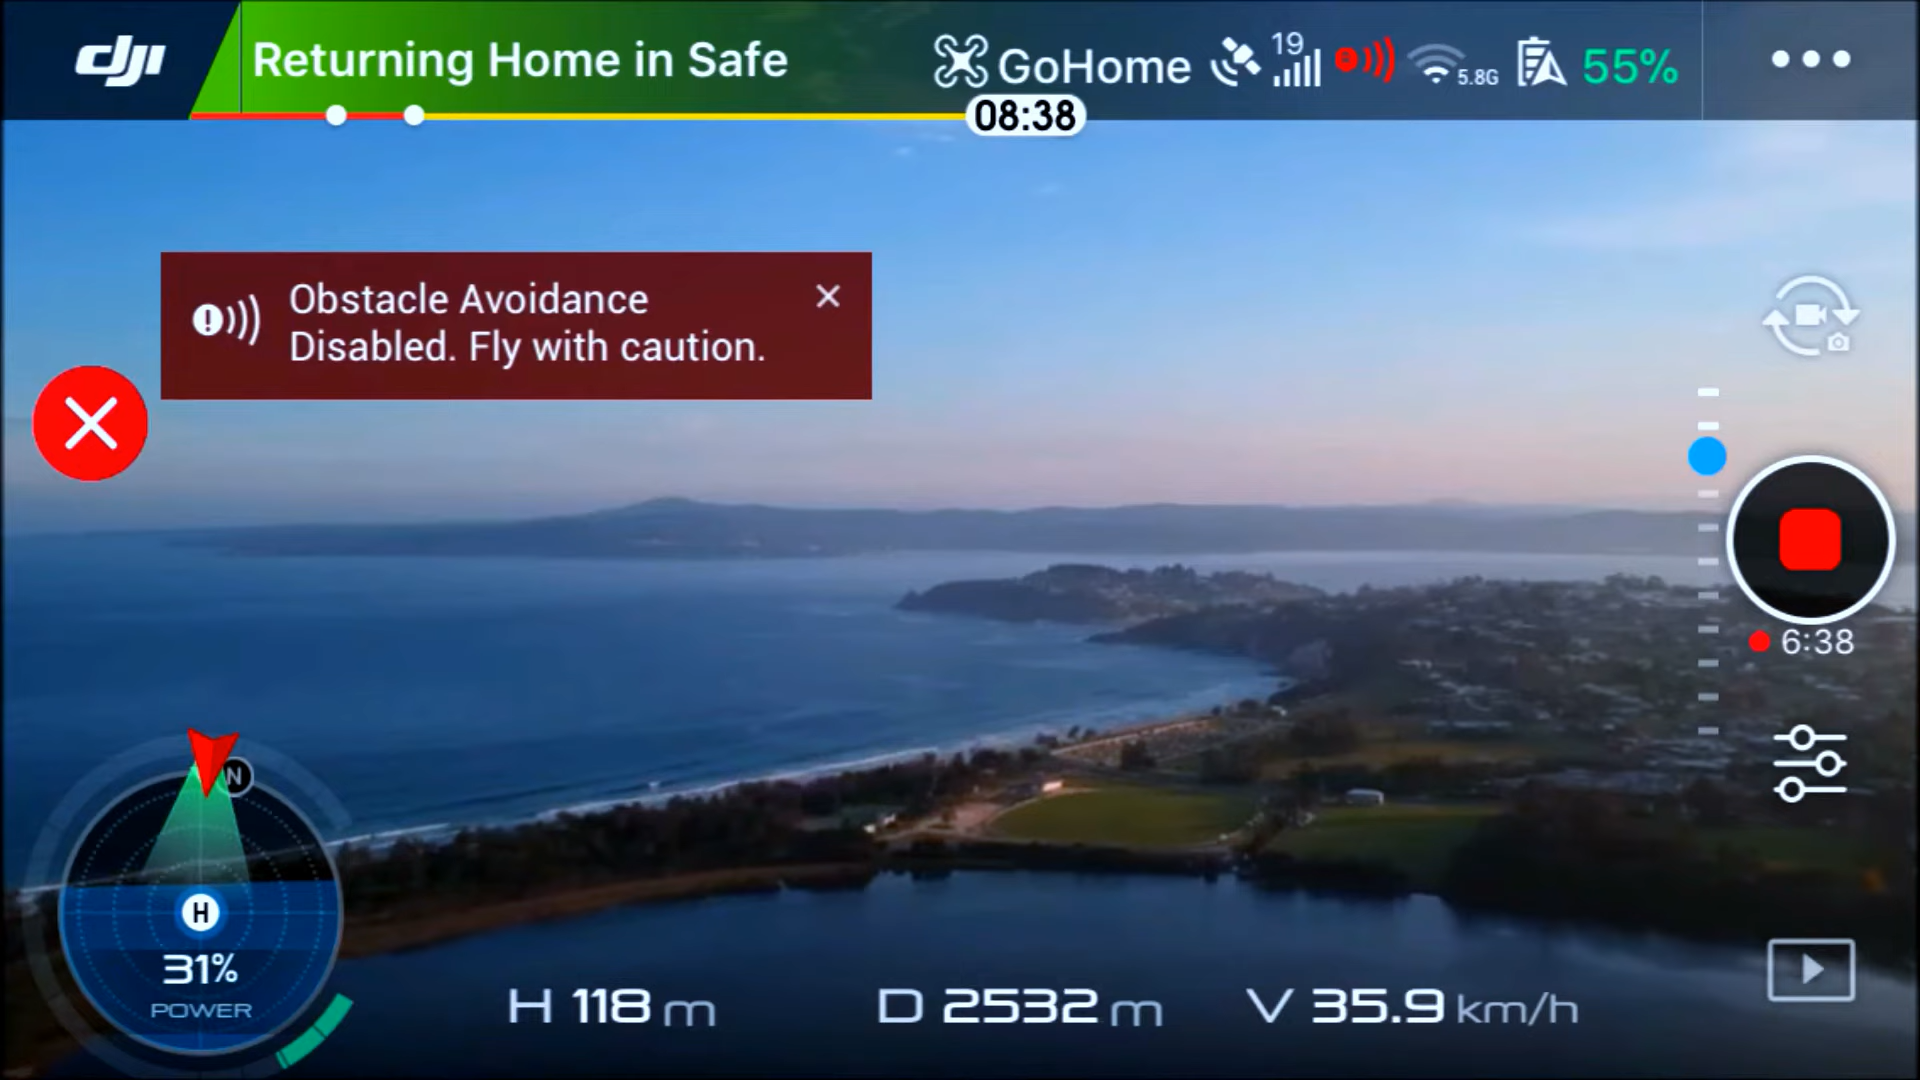 dji
Returning Home in Safe
GoHome
19
5.8G
55%
08:38
Obstacle Avoidance
Disabled. Fly with caution.
6:38
N
H
31%
POWER
H 118 m
D 2532 m
V 35.9 km/h